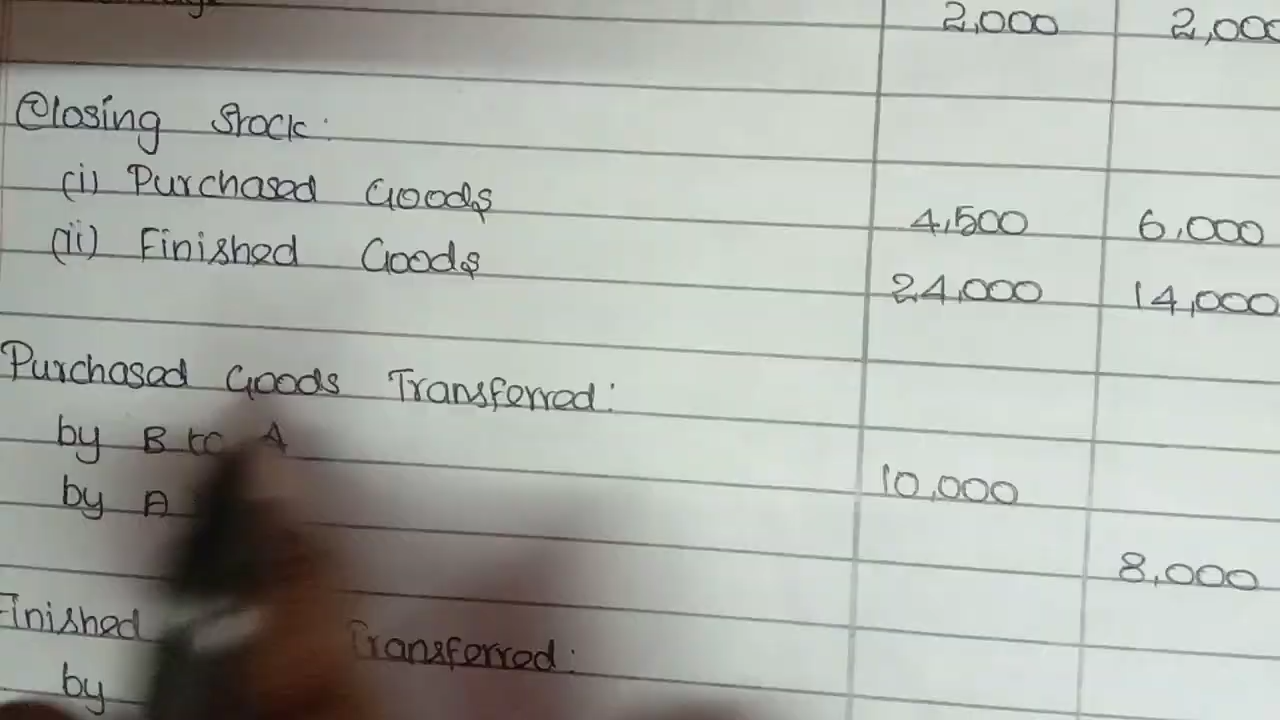 2,000 2,000
Closing Stock:
(i) Purchased Goods 4,500 6,000
(ii) Finished Goods 24,000 14,000
Purchased Goods Transferred:
by B to A 10,000
by A 8,000
Finished Transferred:
by